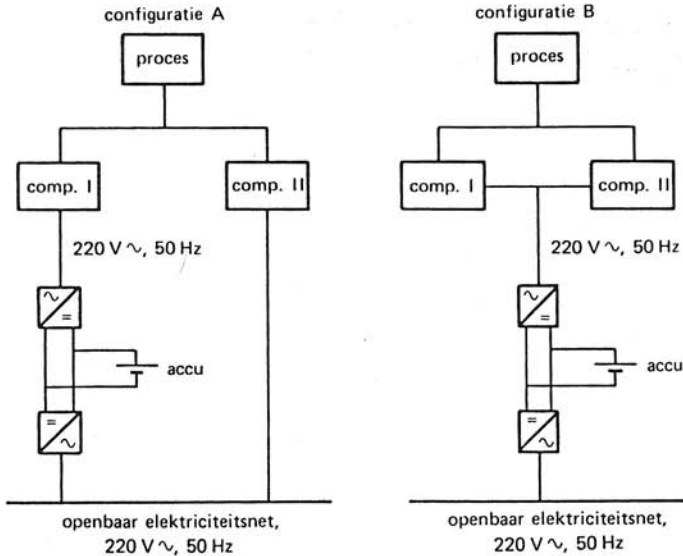 configuratie A
proces
comp. I
comp. II
220 V ∿, 50 Hz
∿
=
accu
=
∿
openbaar elektriciteitsnet,
220 V ∿, 50 Hz
configuratie B
proces
comp. I
comp. II
220 V ∿, 50 Hz
∿
=
accu
=
∿
openbaar elektriciteitsnet,
220 V ∿, 50 Hz